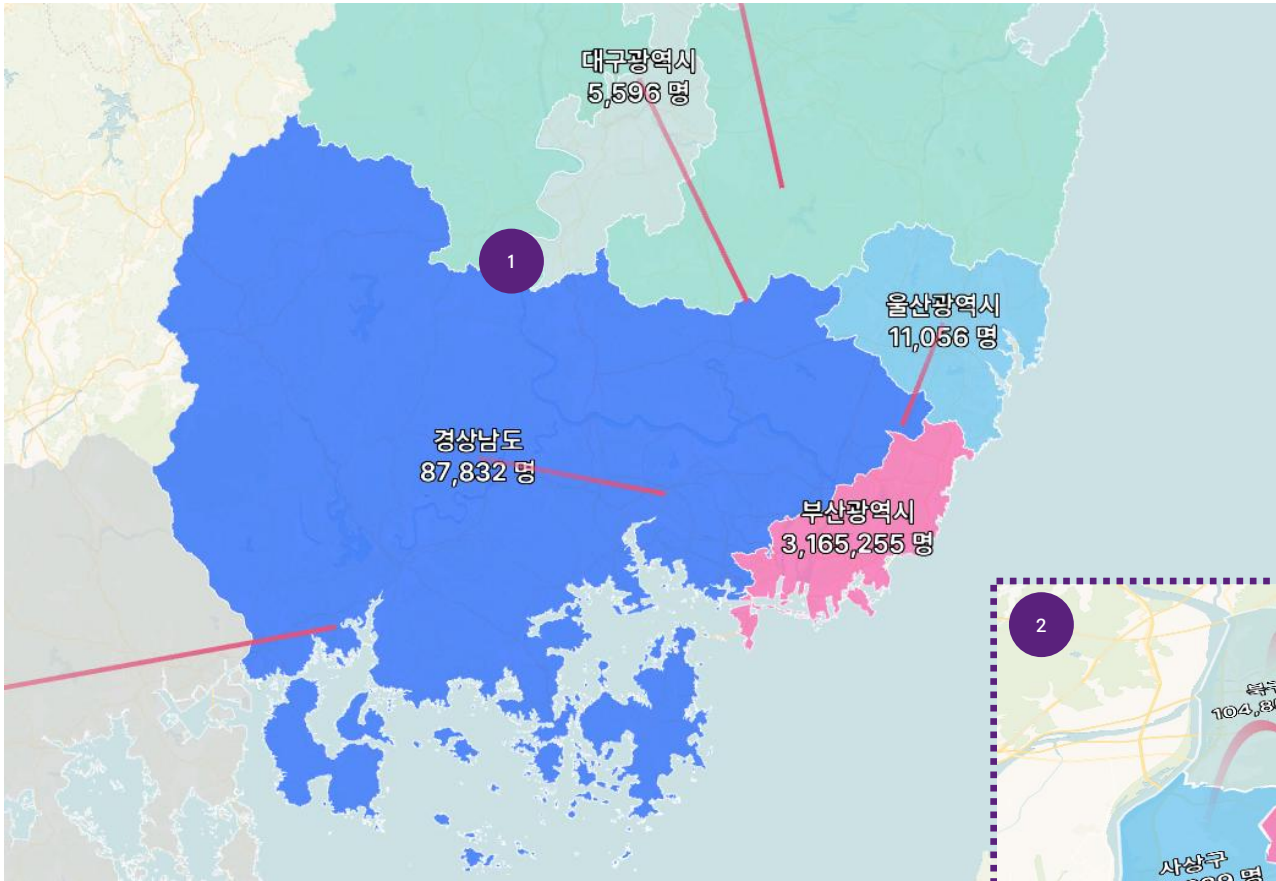 대구광역시
5,596 명
1
울산광역시
11,056 명
경상남도
87,832 명
부산광역시
3,165,255 명
2
사상구